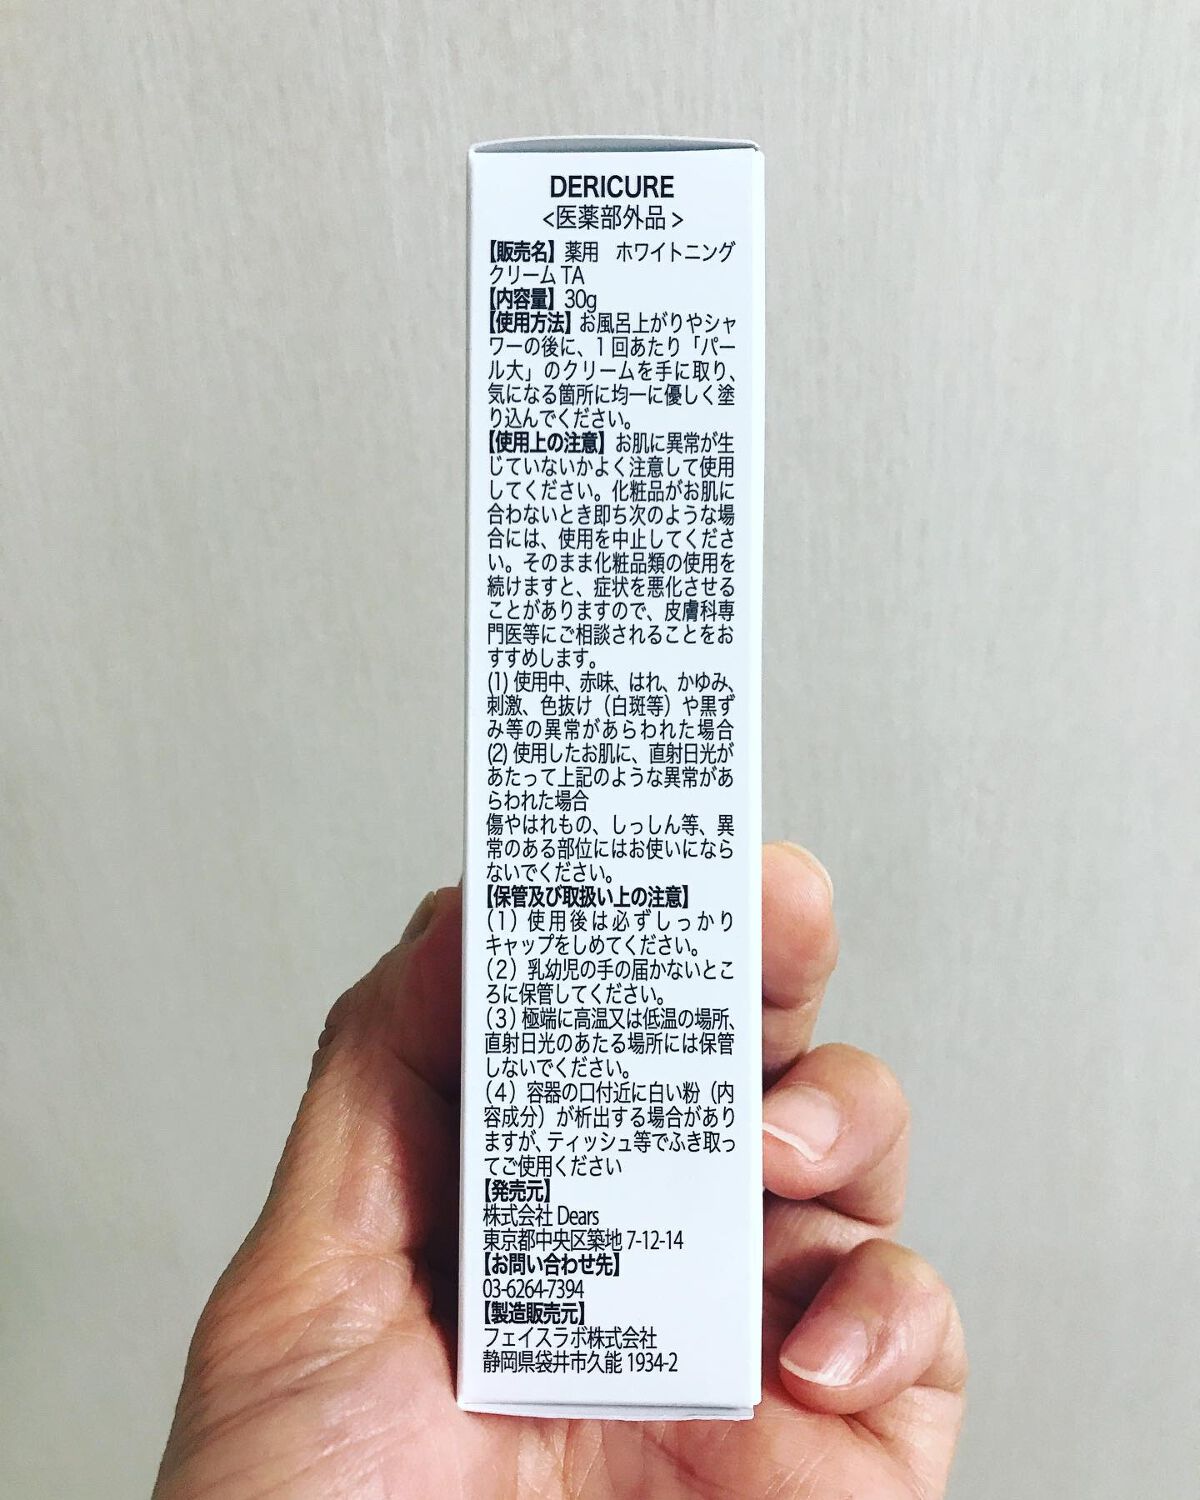 DERICURE
<医薬部外品>
【販売名】薬用　ホワイトニング
クリーム TA
【内容量】30g
【使用方法】お風呂上がりやシャ
ワーの後に、1 回あたり「パー
ル大」のクリームを手に取り、
気になる箇所に均一に優しく塗
り込んでください。
【使用上の注意】お肌に異常が生
じていないかよく注意して使用
してください。化粧品がお肌に
合わないとき即ち次のような場
合には、使用を中止してくださ
い。そのまま化粧品類の使用を
続けますと、症状を悪化させる
ことがありますので、皮膚科専
門医等にご相談されることをお
すすめします。
(1) 使用中、赤味、はれ、かゆみ、
刺激、色抜け（白斑等）や黒ず
み等の異常があらわれた場合
(2) 使用したお肌に、直射日光が
あたって上記のような異常があ
らわれた場合
傷やはれもの、しっしん等、異
常のある部位にはお使いになら
ないでください。
【保管及び取扱い上の注意】
（1）使用後は必ずしっかり
キャップをしめてください。
（2）乳幼児の手の届かないとこ
ろに保管してください。
（3）極端に高温又は低温の場所、
直射日光のあたる場所には保管
しないでください。
（4）容器の口付近に白い粉（内
容成分）が析出する場合があり
ますが、ティッシュ等でふき取っ
てご使用ください
【発売元】
株式会社 Dears
東京都中央区築地 7-12-14
【お問い合わせ先】
03-6264-7394
【製造販売元】
フェイスラボ株式会社
静岡県袋井市久能 1934-2